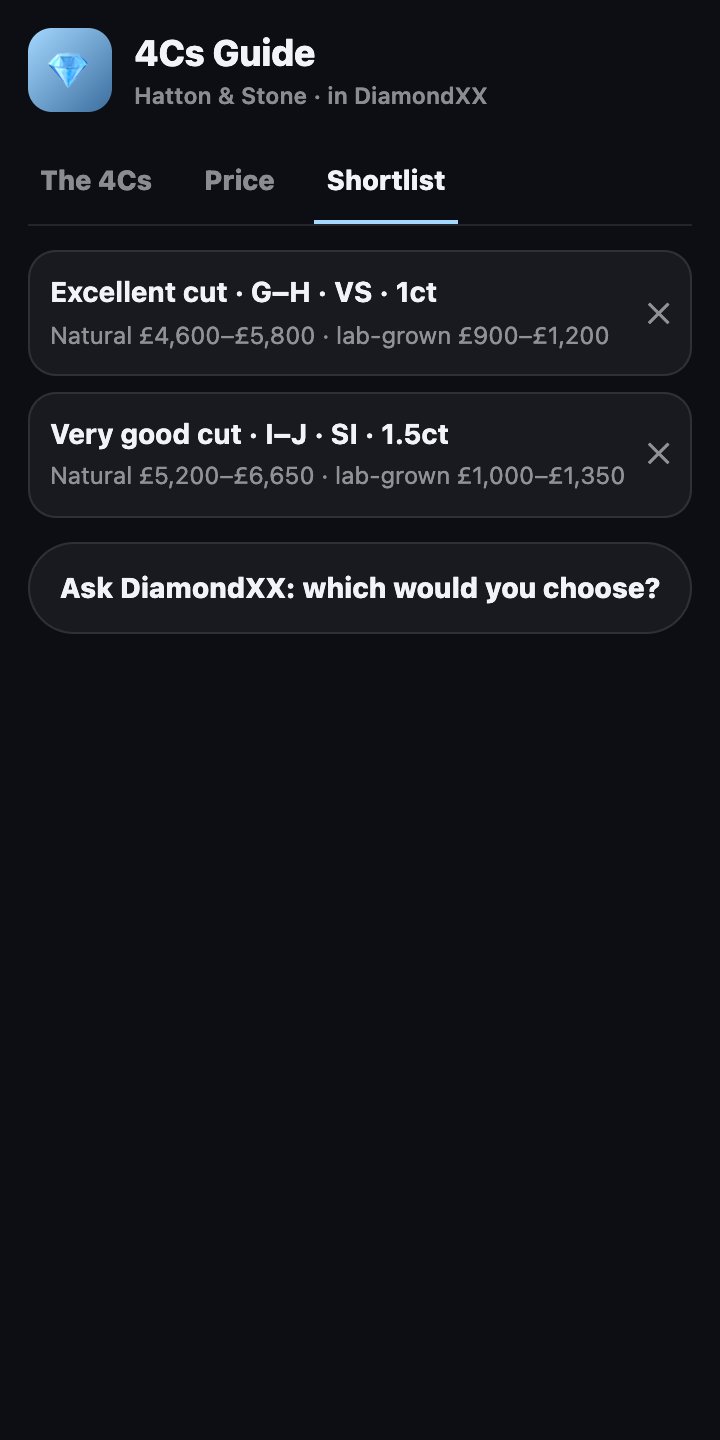 4Cs Guide
Hatton & Stone · in DiamondXX
The 4Cs Price Shortlist
Excellent cut · G–H · VS · 1ct
Natural £4,600–£5,800 · lab-grown £900–£1,200
Very good cut · I–J · SI · 1.5ct
Natural £5,200–£6,650 · lab-grown £1,000–£1,350
Ask DiamondXX: which would you choose?